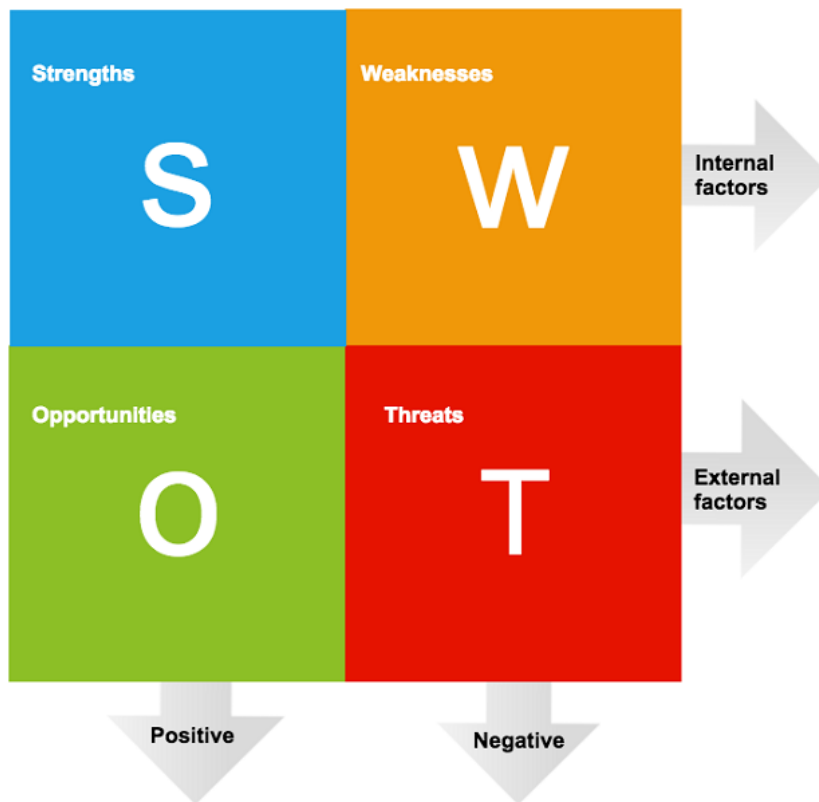 Strengths
Weaknesses
S
W
Internal
factors
Opportunities
Threats
O
T
External
factors
Positive
Negative